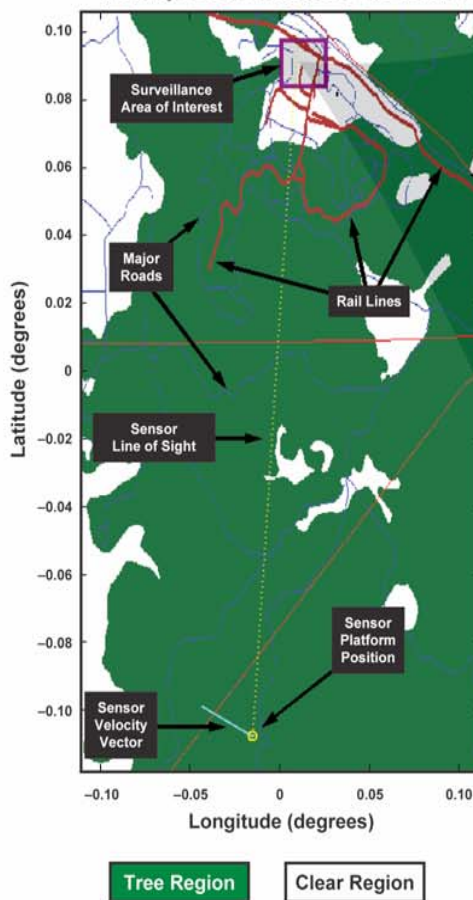 0.10
0.08
0.06
0.04
0.02
0
−0.02
−0.04
−0.06
−0.08
−0.10
Latitude (degrees)
Surveillance
Area of Interest
Major
Roads
Rail Lines
Sensor
Line of Sight
Sensor
Platform
Position
Sensor
Velocity
Vector
−0.10
−0.05
0
0.05
0.10
Longitude (degrees)
Tree Region
Clear Region